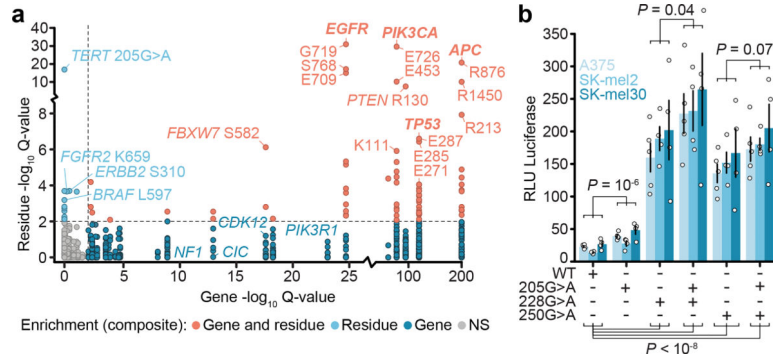 a
Residue -log10 Q-value
40
30
20
10
0
8
6
4
2
0
TERT 205G>A
EGFR
G719
S768
E709
PIK3CA
E726
E453
PTEN R130
APC
R876
R1450
R213
FBXW7 S582
TP53
K111
E287
E285
E271
FGFR2 K659
ERBB2 S310
BRAF L597
CDK12
PIK3R1
NF1
CIC
0 5 10 15 20 25 90 100 200
Gene -log10 Q-value
Enrichment (composite): Gene and residue Residue Gene NS
b
P = 0.04
P = 0.07
P = 10-6
A375
SK-mel2
SK-mel30
RLU Luciferase
350
300
250
200
150
100
50
0
WT + - - - - -
205G>A - + - + - +
228G>A - - + + - -
250G>A - - - - + +
P < 10-8